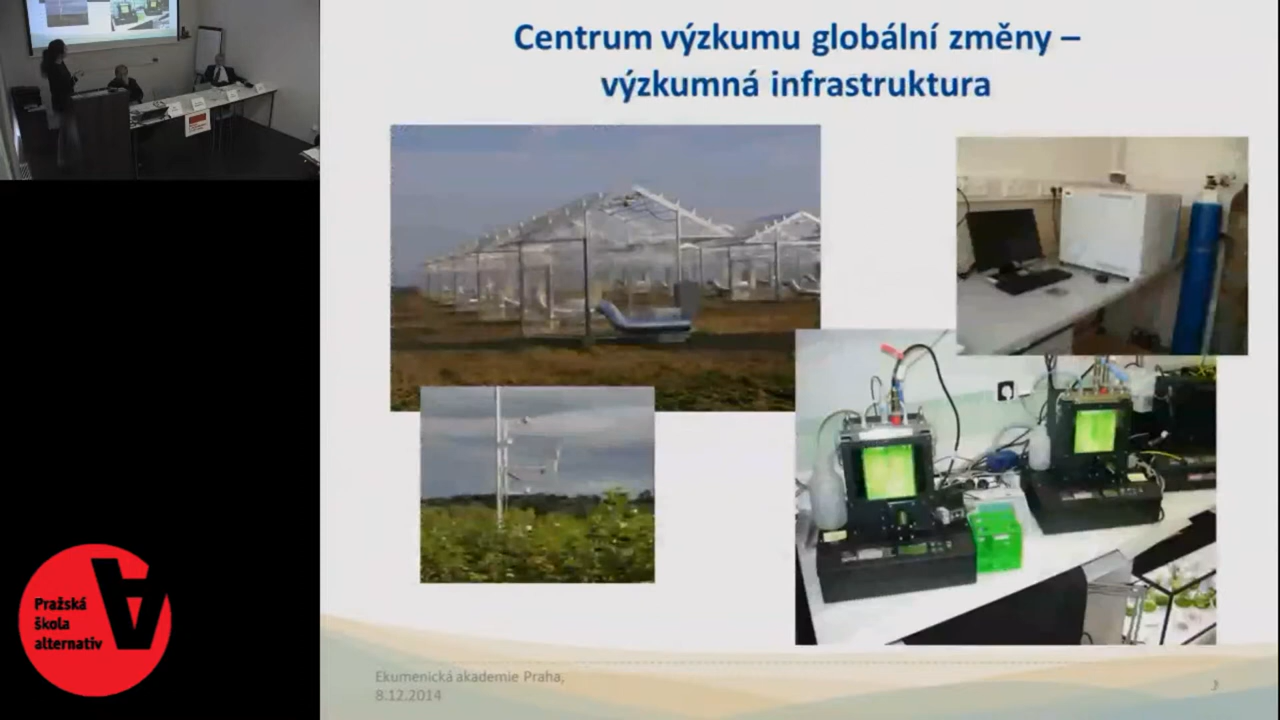 Centrum výzkumu globální změny –
výzkumná infrastruktura
Pražská
škola
alternativ
Ekumenická akademie Praha,
8.12.2014